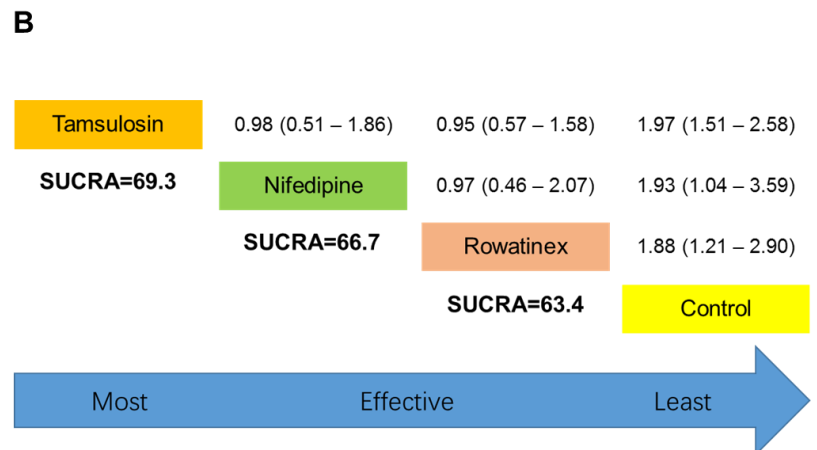 B
Tamsulosin 0.98 (0.51 – 1.86) 0.95 (0.57 – 1.58) 1.97 (1.51 – 2.58)
SUCRA=69.3 Nifedipine 0.97 (0.46 – 2.07) 1.93 (1.04 – 3.59)
SUCRA=66.7 Rowatinex 1.88 (1.21 – 2.90)
SUCRA=63.4 Control
Most Effective Least